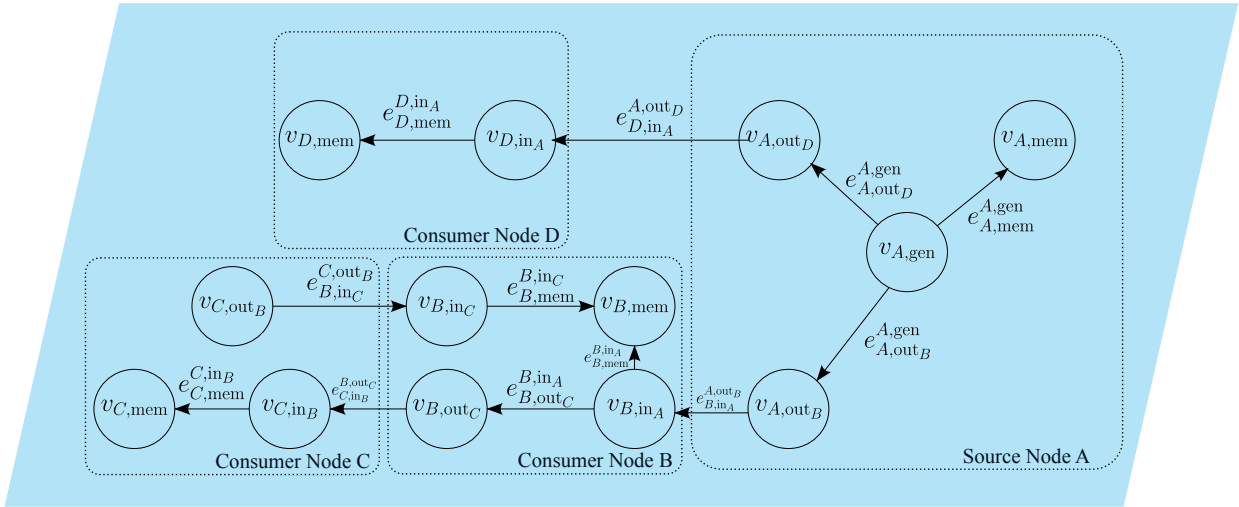 e^{D,in_A}_{D,mem}
e^{A,out_D}_{D,in_A}
v_{D,mem}
v_{D,in_A}
v_{A,out_D}
v_{A,mem}
e^{A,gen}_{A,out_D}
e^{A,gen}_{A,mem}
Consumer Node D
v_{A,gen}
e^{C,out_B}_{B,in_C}
e^{B,in_C}_{B,mem}
v_{C,out_B}
v_{B,in_C}
v_{B,mem}
e^{A,gen}_{A,out_B}
e^{B,in_A}_{B,mem}
e^{C,in_B}_{C,mem}
e^{B,out_C}_{C,in_B}
e^{B,in_A}_{B,out_C}
e^{A,out_B}_{B,in_A}
v_{C,mem}
v_{C,in_B}
v_{B,out_C}
v_{B,in_A}
v_{A,out_B}
Consumer Node C
Consumer Node B
Source Node A